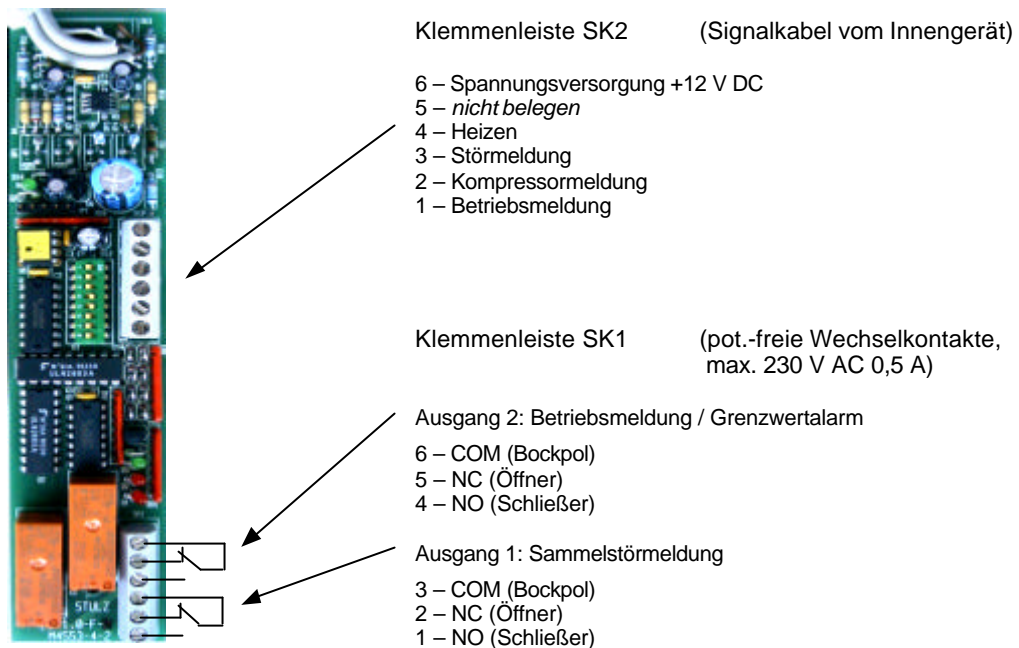 Klemmenleiste SK2 (Signalkabel vom Innengerät)
6 – Spannungsversorgung +12 V DC
5 – nicht belegen
4 – Heizen
3 – Störmeldung
2 – Kompressormeldung
1 – Betriebsmeldung
Klemmenleiste SK1 (pot.-freie Wechselkontakte,
max. 230 V AC 0,5 A)
Ausgang 2: Betriebsmeldung / Grenzwertalarm
6 – COM (Bockpol)
5 – NC (Öffner)
4 – NO (Schließer)
Ausgang 1: Sammelstörmeldung
3 – COM (Bockpol)
2 – NC (Öffner)
1 – NO (Schließer)
STULZ